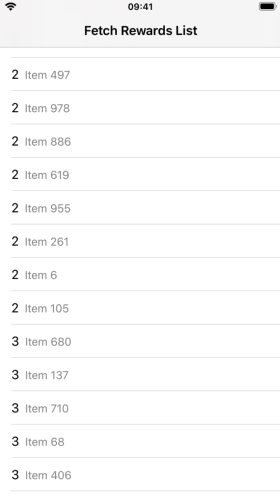 09:41
Fetch Rewards List
2 Item 497
2 Item 978
2 Item 886
2 Item 619
2 Item 955
2 Item 261
2 Item 6
2 Item 105
3 Item 680
3 Item 137
3 Item 710
3 Item 68
3 Item 406